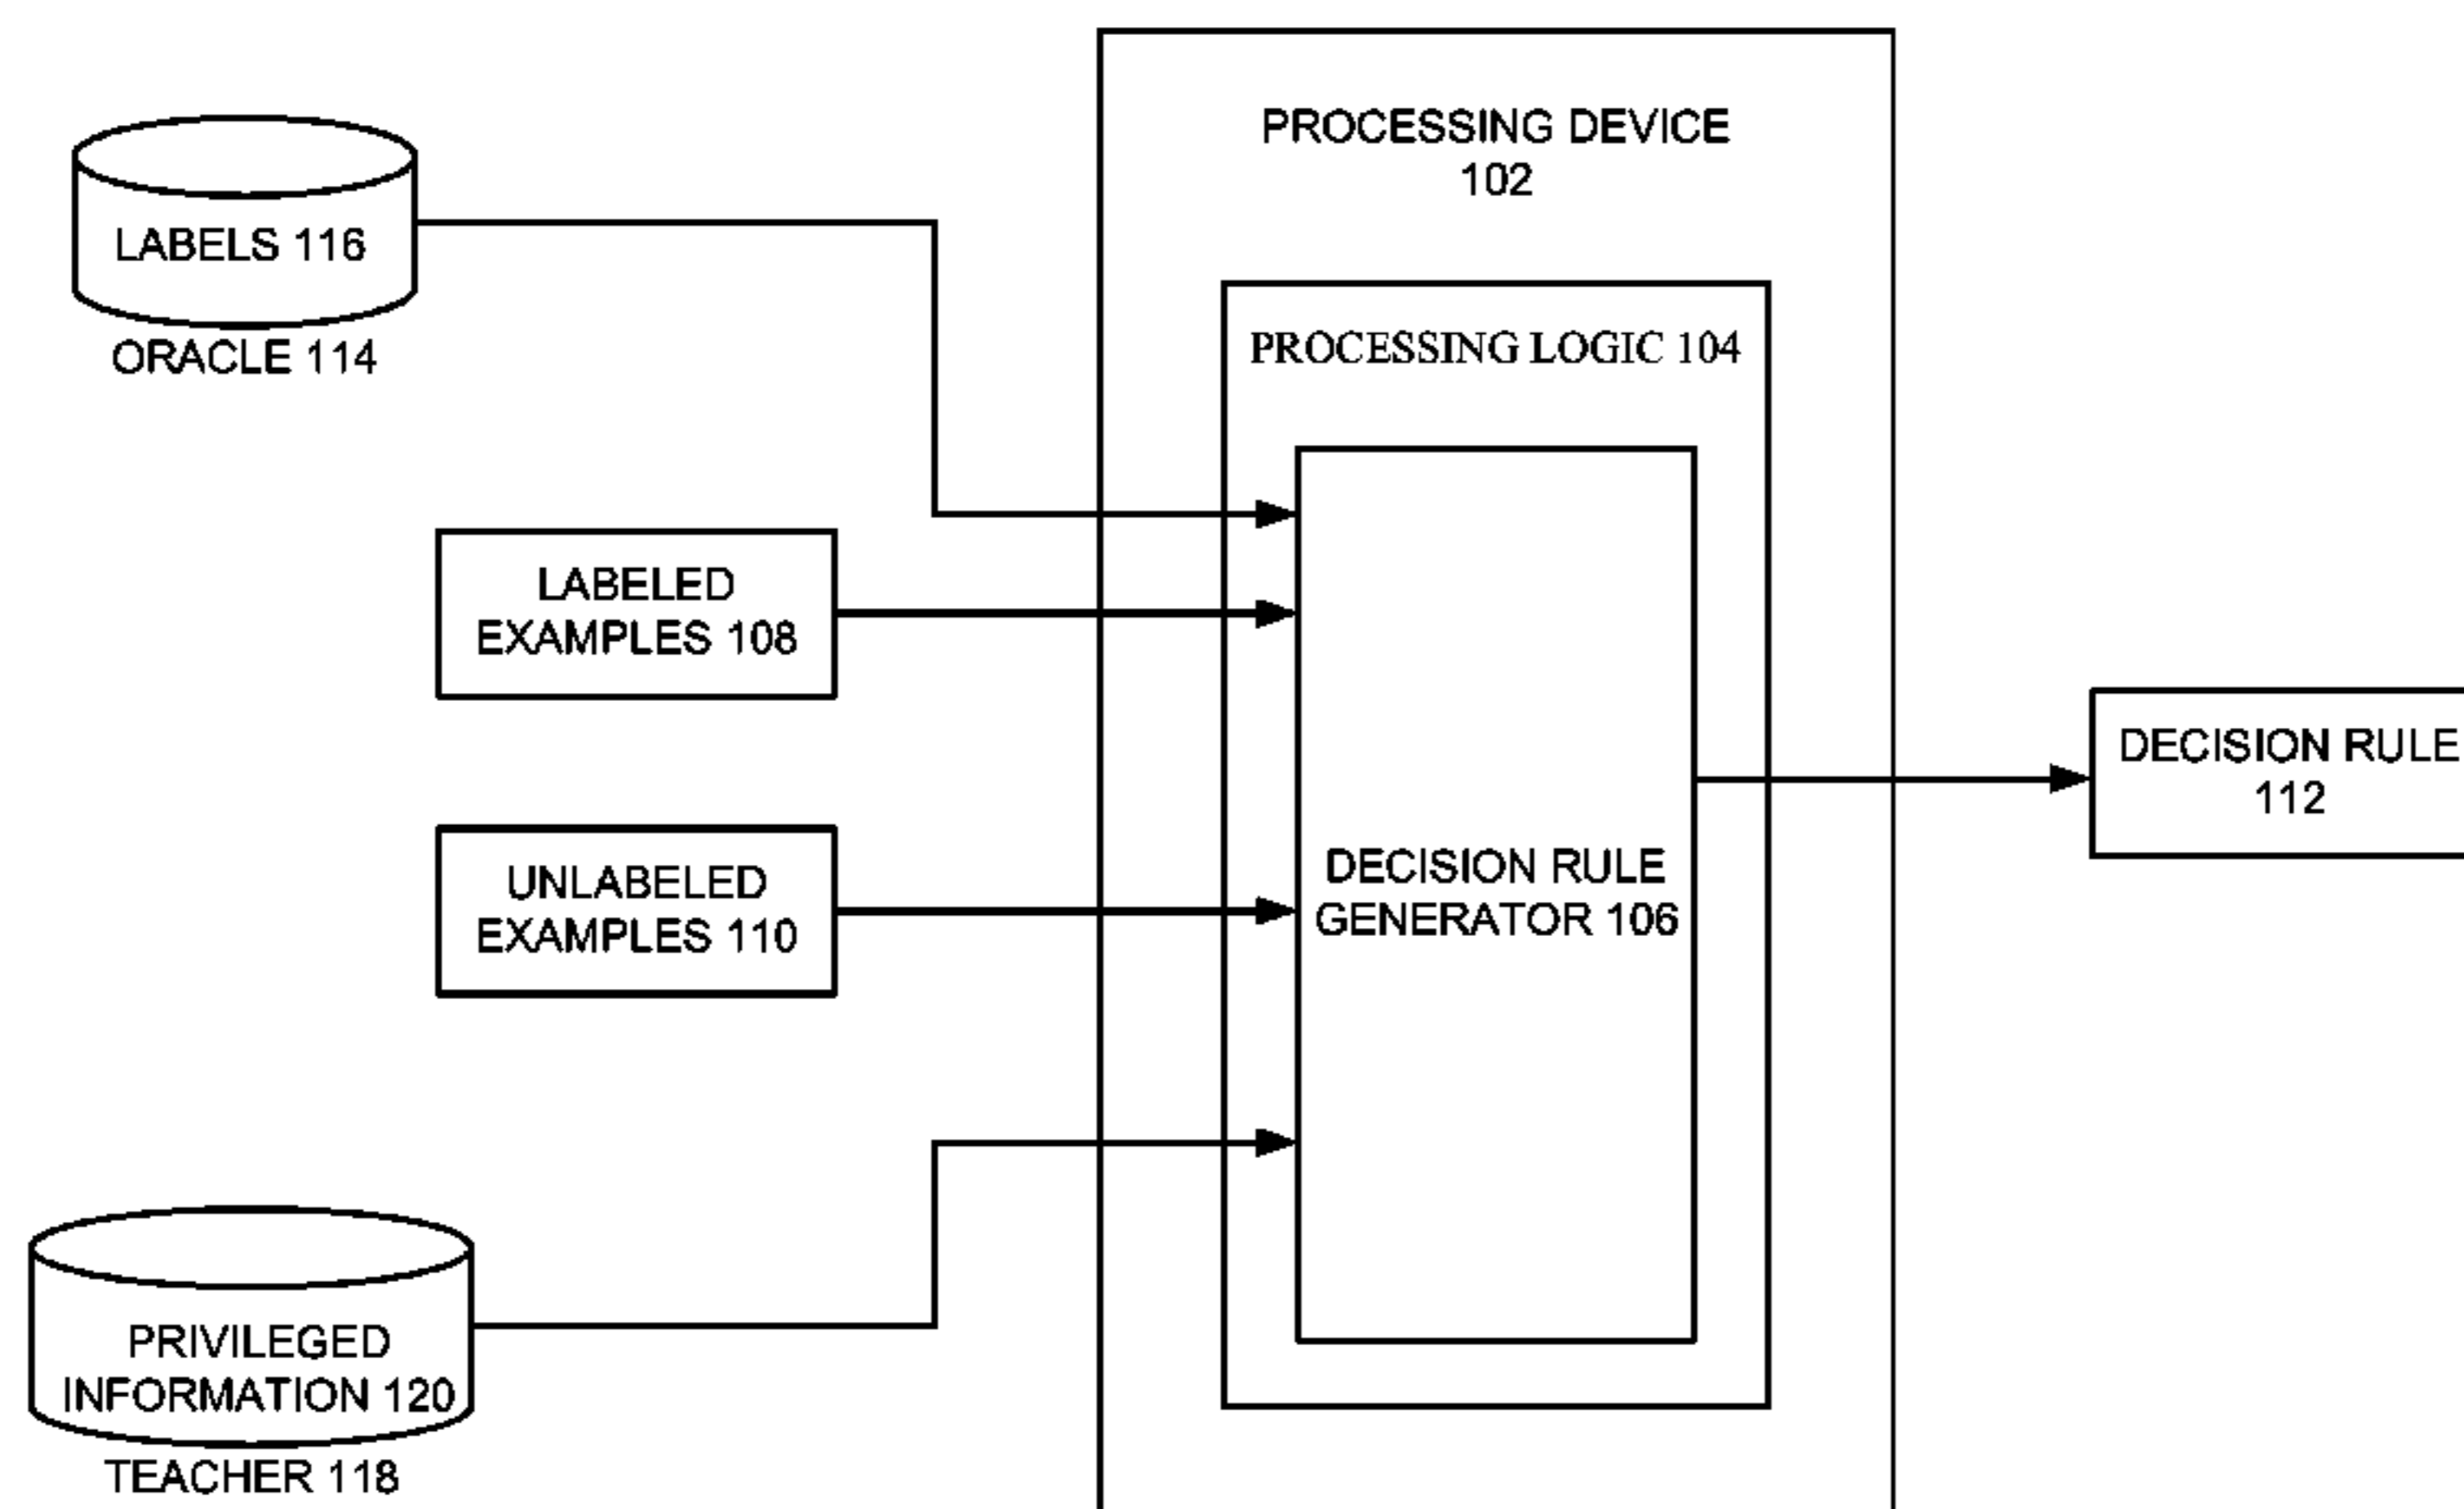 PROCESSING DEVICE
102
LABELS 116
ORACLE 114
PROCESSING LOGIC 104
LABELED
EXAMPLES 108
UNLABELED
EXAMPLES 110
DECISION RULE
GENERATOR 106
DECISION RULE
112
PRIVILEGED
INFORMATION 120
TEACHER 118